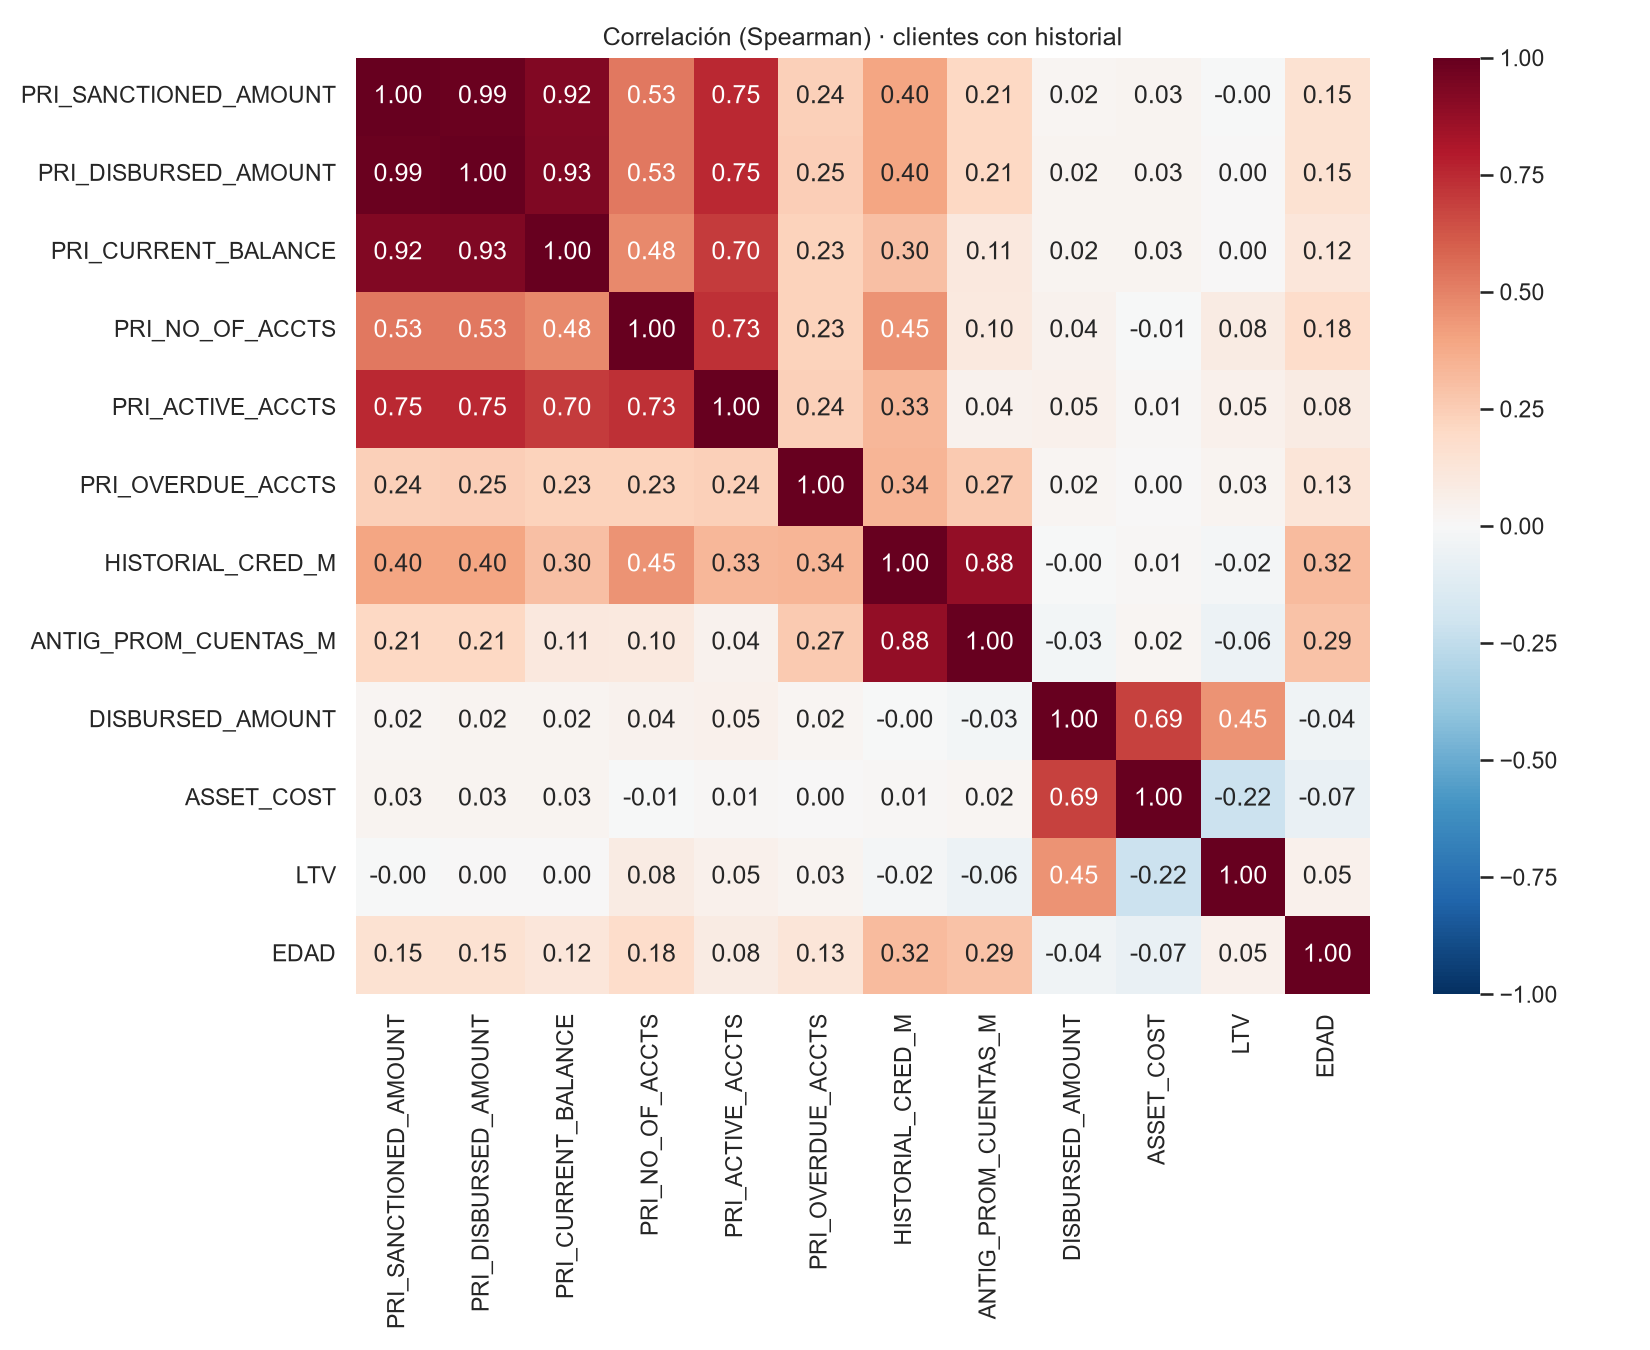 Correlación (Spearman) · clientes con historial
PRI_SANCTIONED_AMOUNT 1.00 0.99 0.92 0.53 0.75 0.24 0.40 0.21 0.02 0.03 -0.00 0.15
PRI_DISBURSED_AMOUNT 0.99 1.00 0.93 0.53 0.75 0.25 0.40 0.21 0.02 0.03 0.00 0.15
PRI_CURRENT_BALANCE 0.92 0.93 1.00 0.48 0.70 0.23 0.30 0.11 0.02 0.03 0.00 0.12
PRI_NO_OF_ACCTS 0.53 0.53 0.48 1.00 0.73 0.23 0.45 0.10 0.04 -0.01 0.08 0.18
PRI_ACTIVE_ACCTS 0.75 0.75 0.70 0.73 1.00 0.24 0.33 0.04 0.05 0.01 0.05 0.08
PRI_OVERDUE_ACCTS 0.24 0.25 0.23 0.23 0.24 1.00 0.34 0.27 0.02 0.00 0.03 0.13
HISTORIAL_CRED_M 0.40 0.40 0.30 0.45 0.33 0.34 1.00 0.88 -0.00 0.01 -0.02 0.32
ANTIG_PROM_CUENTAS_M 0.21 0.21 0.11 0.10 0.04 0.27 0.88 1.00 -0.03 0.02 -0.06 0.29
DISBURSED_AMOUNT 0.02 0.02 0.02 0.04 0.05 0.02 -0.00 -0.03 1.00 0.69 0.45 -0.04
ASSET_COST 0.03 0.03 0.03 -0.01 0.01 0.00 0.01 0.02 0.69 1.00 -0.22 -0.07
LTV -0.00 0.00 0.00 0.08 0.05 0.03 -0.02 -0.06 0.45 -0.22 1.00 0.05
EDAD 0.15 0.15 0.12 0.18 0.08 0.13 0.32 0.29 -0.04 -0.07 0.05 1.00
PRI_SANCTIONED_AMOUNT
PRI_DISBURSED_AMOUNT
PRI_CURRENT_BALANCE
PRI_NO_OF_ACCTS
PRI_ACTIVE_ACCTS
PRI_OVERDUE_ACCTS
HISTORIAL_CRED_M
ANTIG_PROM_CUENTAS_M
DISBURSED_AMOUNT
ASSET_COST
LTV
EDAD
1.00
0.75
0.50
0.25
0.00
−0.25
−0.50
−0.75
−1.00